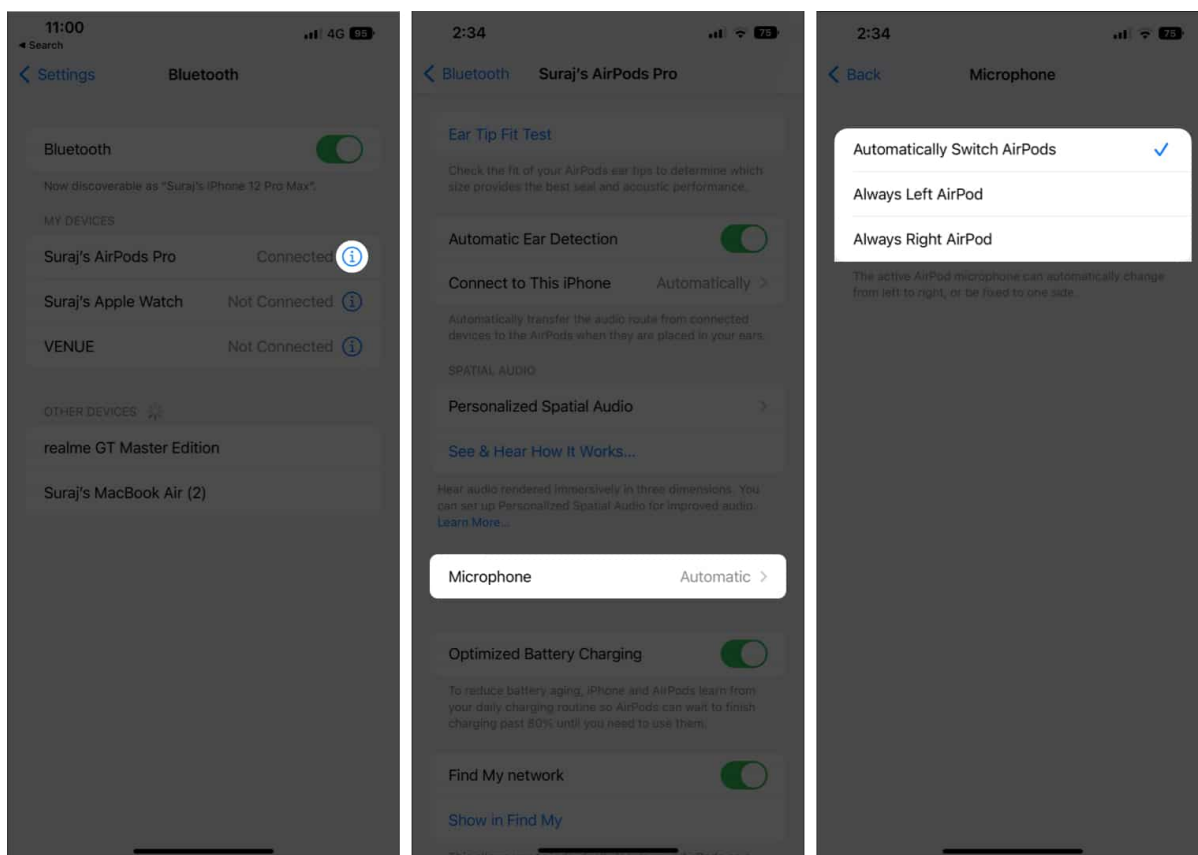 11:00
4G 95
◀ Search
Settings
Bluetooth
Bluetooth
Now discoverable as "Suraj's iPhone 12 Pro Max".
MY DEVICES
Suraj's AirPods Pro Connected
Suraj's Apple Watch Not Connected
VENUE Not Connected
OTHER DEVICES
realme GT Master Edition
Suraj's MacBook Air (2)
2:34
75
Bluetooth
Suraj's AirPods Pro
Ear Tip Fit Test
Check the fit of your AirPods ear tips to determine which
size provides the best seal and acoustic performance.
Automatic Ear Detection
Connect to This iPhone Automatically
Automatically transfer the audio route from connected
devices to the AirPods when they are placed in your ears.
SPATIAL AUDIO
Personalized Spatial Audio
See & Hear How It Works...
Hear audio rendered immersively in three dimensions. You
can set up Personalized Spatial Audio for improved audio.
Learn More...
Microphone Automatic
Optimized Battery Charging
To reduce battery aging, iPhone and AirPods learn from
your daily charging routine so AirPods can wait to finish
charging past 80% until you need to use them.
Find My network
Show in Find My
2:34
75
Back
Microphone
Automatically Switch AirPods
Always Left AirPod
Always Right AirPod
The active AirPod microphone can automatically change
from left to right, or be fixed to one side.